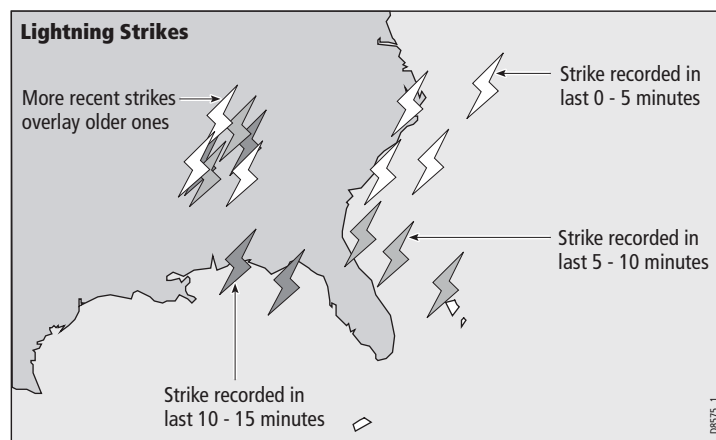 Lightning Strikes
More recent strikes
overlay older ones
Strike recorded in
last 0 - 5 minutes
Strike recorded in
last 5 - 10 minutes
Strike recorded in
last 10 - 15 minutes
D8575_1